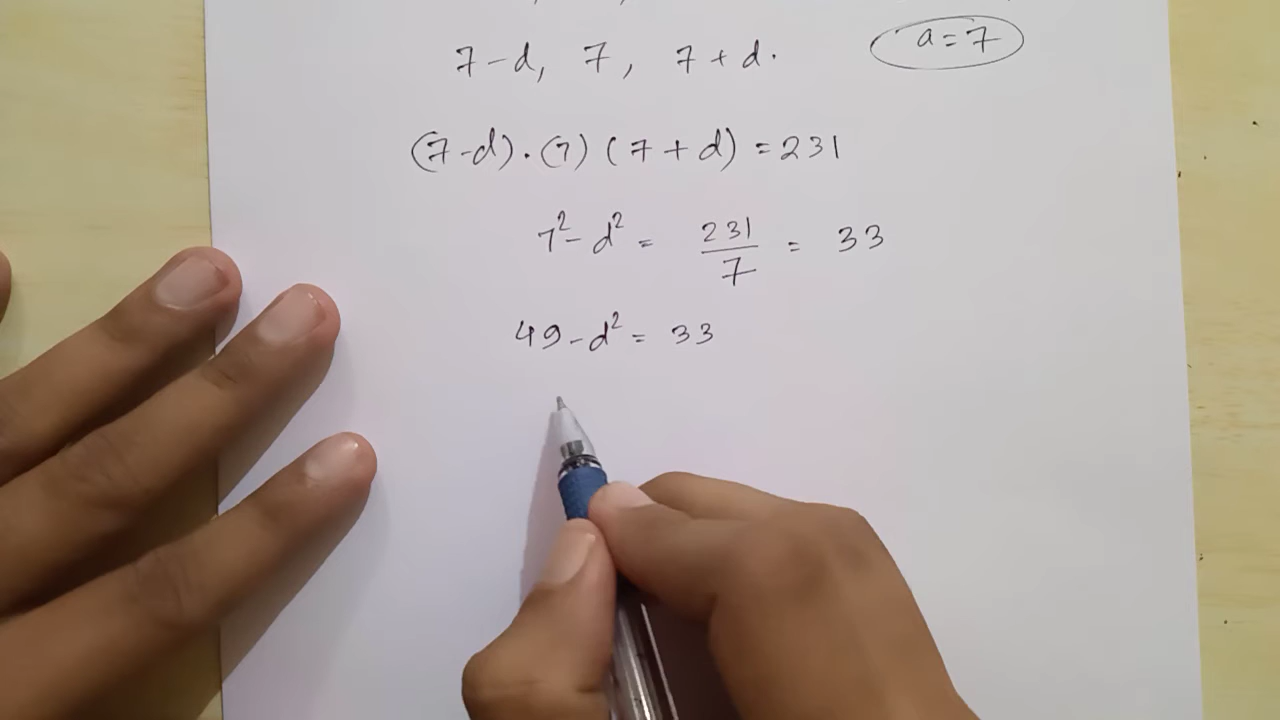 7-d, 7, 7+d.
a=7
(7-d).(7)(7+d)=231
7²-d² = 231/7 = 33
49-d² = 33